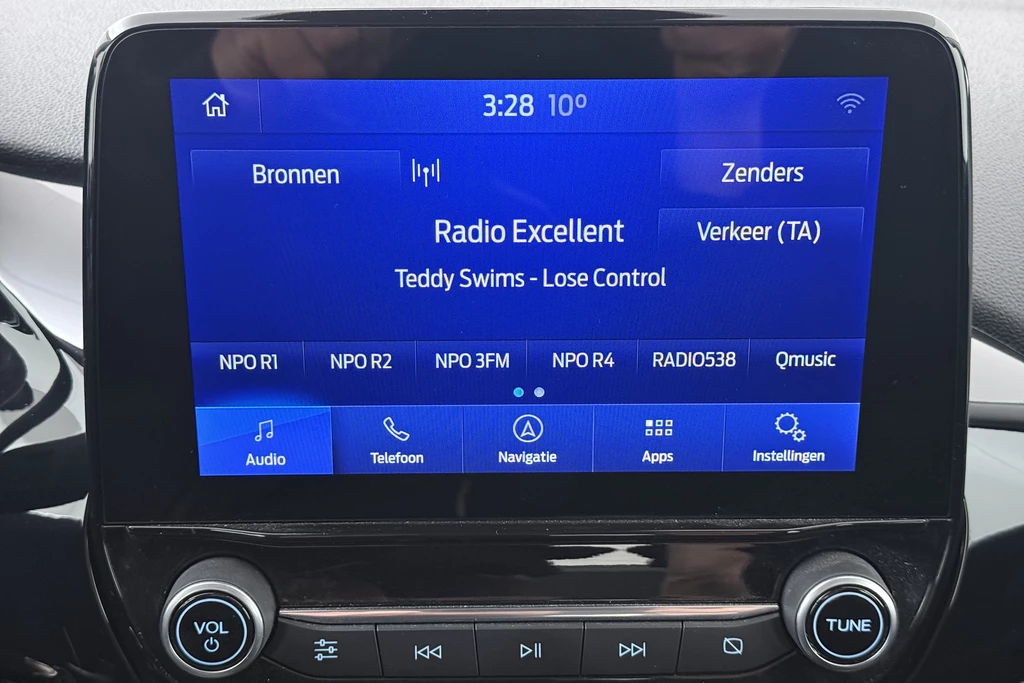 3:28 10°
Bronnen
Zenders
Radio Excellent
Verkeer (TA)
Teddy Swims - Lose Control
NPO R1 NPO R2 NPO 3FM NPO R4 RADIO538 Qmusic
Audio Telefoon Navigatie Apps Instellingen
VOL
TUNE